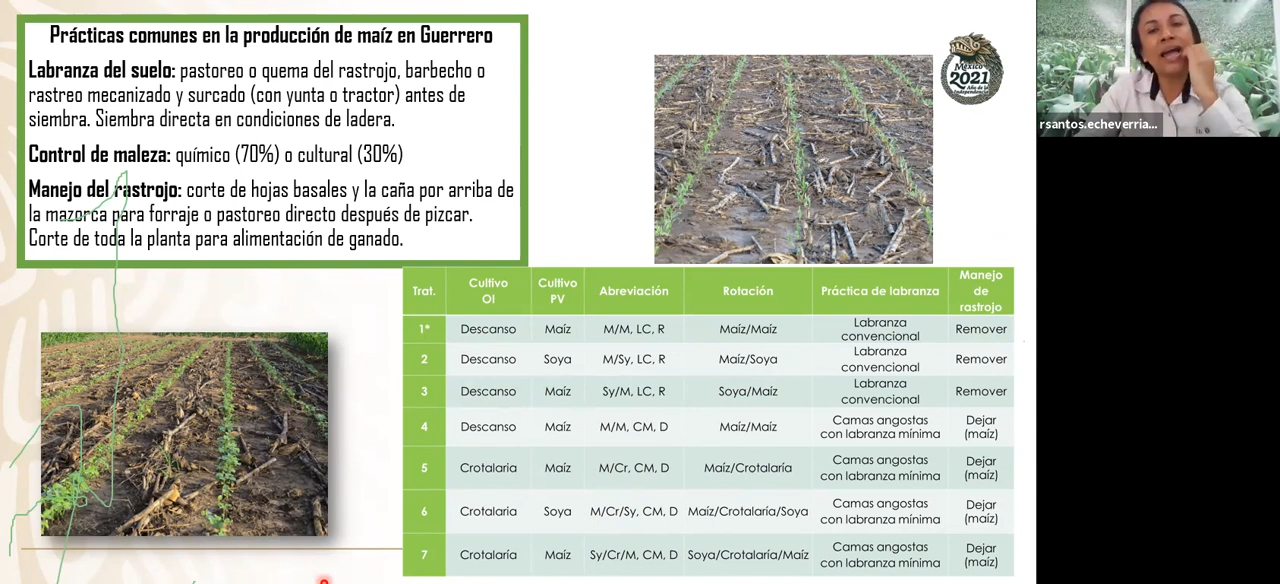 Prácticas comunes en la producción de maíz en Guerrero
Labranza del suelo: pastoreo o quema del rastrojo, barbecho o
rastreo mecanizado y surcado (con yunta o tractor) antes de
siembra. Siembra directa en condiciones de ladera.
Control de maleza: químico (70%) o cultural (30%)
Manejo del rastrojo: corte de hojas basales y la caña por arriba de
la mazorca para forraje o pastoreo directo después de pizcar.
Corte de toda la planta para alimentación de ganado.
México
2021
Año de la
Independencia
rsantos.echeverria...
Trat. Cultivo OI Cultivo PV Abreviación Rotación Práctica de labranza Manejo de rastrojo
1* Descanso Maíz M/M, LC, R Maíz/Maíz Labranza convencional Remover
2 Descanso Soya M/Sy, LC, R Maíz/Soya Labranza convencional Remover
3 Descanso Maíz Sy/M, LC, R Soya/Maíz Labranza convencional Remover
4 Descanso Maíz M/M, CM, D Maíz/Maíz Camas angostas con labranza mínima Dejar (maíz)
5 Crotalaria Maíz M/Cr, CM, D Maíz/Crotalaría Camas angostas con labranza mínima Dejar (maíz)
6 Crotalaria Soya M/Cr/Sy, CM, D Maíz/Crotalaría/Soya Camas angostas con labranza mínima Dejar (maíz)
7 Crotalaría Maíz Sy/Cr/M, CM, D Soya/Crotalaría/Maíz Camas angostas con labranza mínima Dejar (maíz)